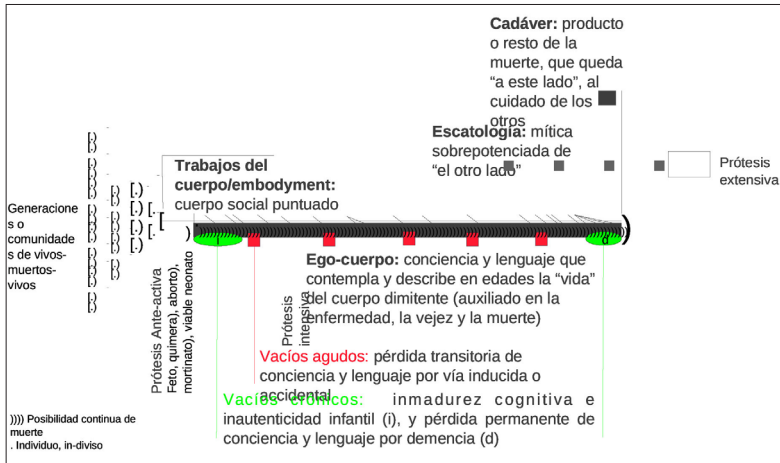 Cadáver: producto
o resto de la
muerte, que queda
"a este lado", al
cuidado de los
otros
Escatología: mítica
sobrepotenciada de
"el otro lado"
Prótesis
extensiva
Trabajos del
cuerpo/embodyment:
cuerpo social puntuado
Generacione
s o
comunidade
s de vivos-
muertos-
vivos
i
d
Ego-cuerpo: conciencia y lenguaje que
contempla y describe en edades la "vida"
del cuerpo dimitente (auxiliado en la
enfermedad, la vejez y la muerte)
Prótesis Ante-activa
Feto, quimera), aborto),
mortinato), viable neonato
Prótesis
intensiva
Vacíos agudos: pérdida transitoria de
conciencia y lenguaje por vía inducida o
accidental
Vacíos crónicos: inmadurez cognitiva e
inautenticidad infantil (i), y pérdida permanente de
conciencia y lenguaje por demencia (d)
)))) Posibilidad continua de
muerte
. Individuo, in-diviso